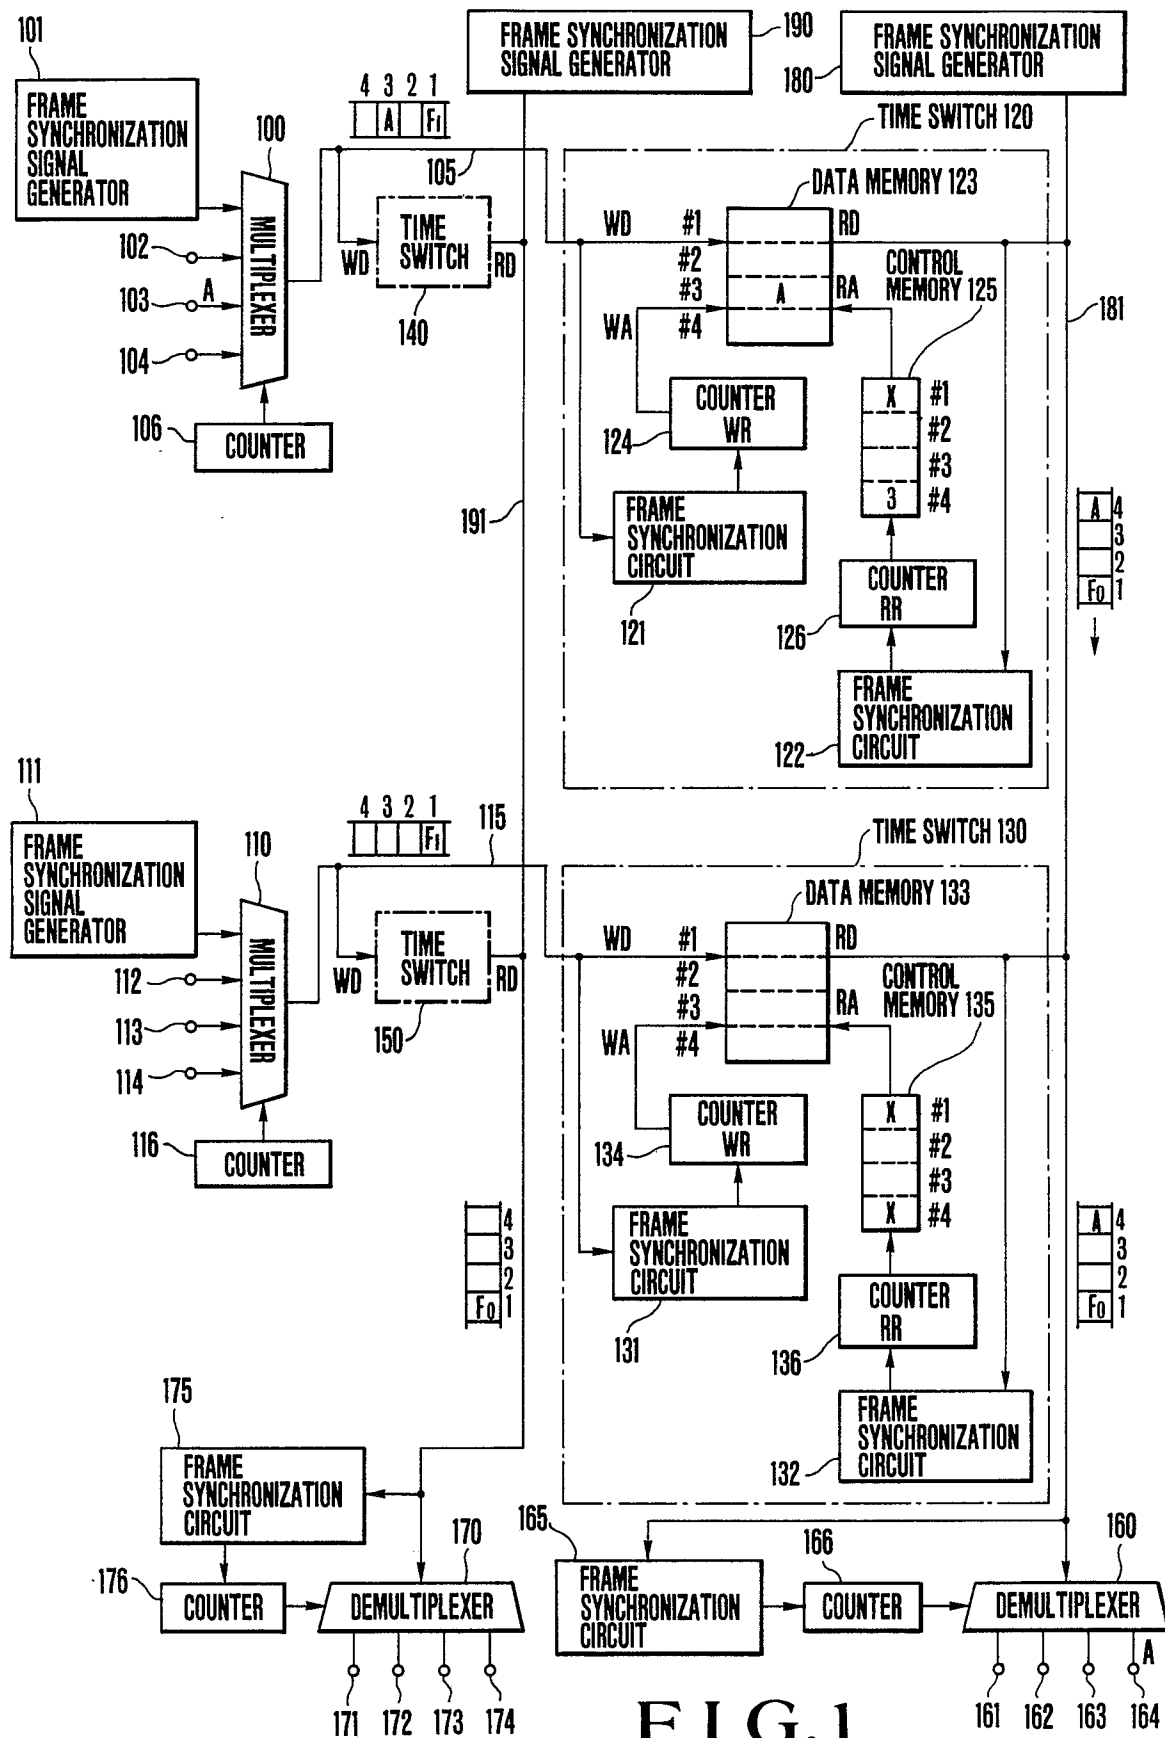 101
FRAME
SYNCHRONIZATION
SIGNAL
GENERATOR
FRAME SYNCHRONIZATION
SIGNAL GENERATOR
190
FRAME SYNCHRONIZATION
SIGNAL GENERATOR
180
TIME SWITCH 120
4 3 2 1
A F1
100
MULTIPLEXER
102
103
A
104
106
COUNTER
105
WD
TIME
SWITCH
RD
140
191
DATA MEMORY 123
WD
#1
#2
#3
#4
A
RD
RA
WA
CONTROL
MEMORY 125
181
X
3
#1
#2
#3
#4
COUNTER
WR
124
FRAME
SYNCHRONIZATION
CIRCUIT
121
COUNTER
RR
126
FRAME
SYNCHRONIZATION
CIRCUIT
122
A 4
3
2
F0 1
111
FRAME
SYNCHRONIZATION
SIGNAL
GENERATOR
110
MULTIPLEXER
112
113
114
116
COUNTER
4 3 2 1
F1
115
WD
TIME
SWITCH
RD
150
TIME SWITCH 130
DATA MEMORY 133
WD
#1
#2
#3
#4
RD
RA
WA
CONTROL
MEMORY 135
X
X
#1
#2
#3
#4
COUNTER
WR
134
FRAME
SYNCHRONIZATION
CIRCUIT
131
COUNTER
RR
136
FRAME
SYNCHRONIZATION
CIRCUIT
132
4
3
2
F0 1
A 4
3
2
F0 1
175
FRAME
SYNCHRONIZATION
CIRCUIT
176
COUNTER
170
DEMULTIPLEXER
171 172 173 174
165
FRAME
SYNCHRONIZATION
CIRCUIT
166
COUNTER
160
DEMULTIPLEXER
A
161 162 163 164
FIG.1